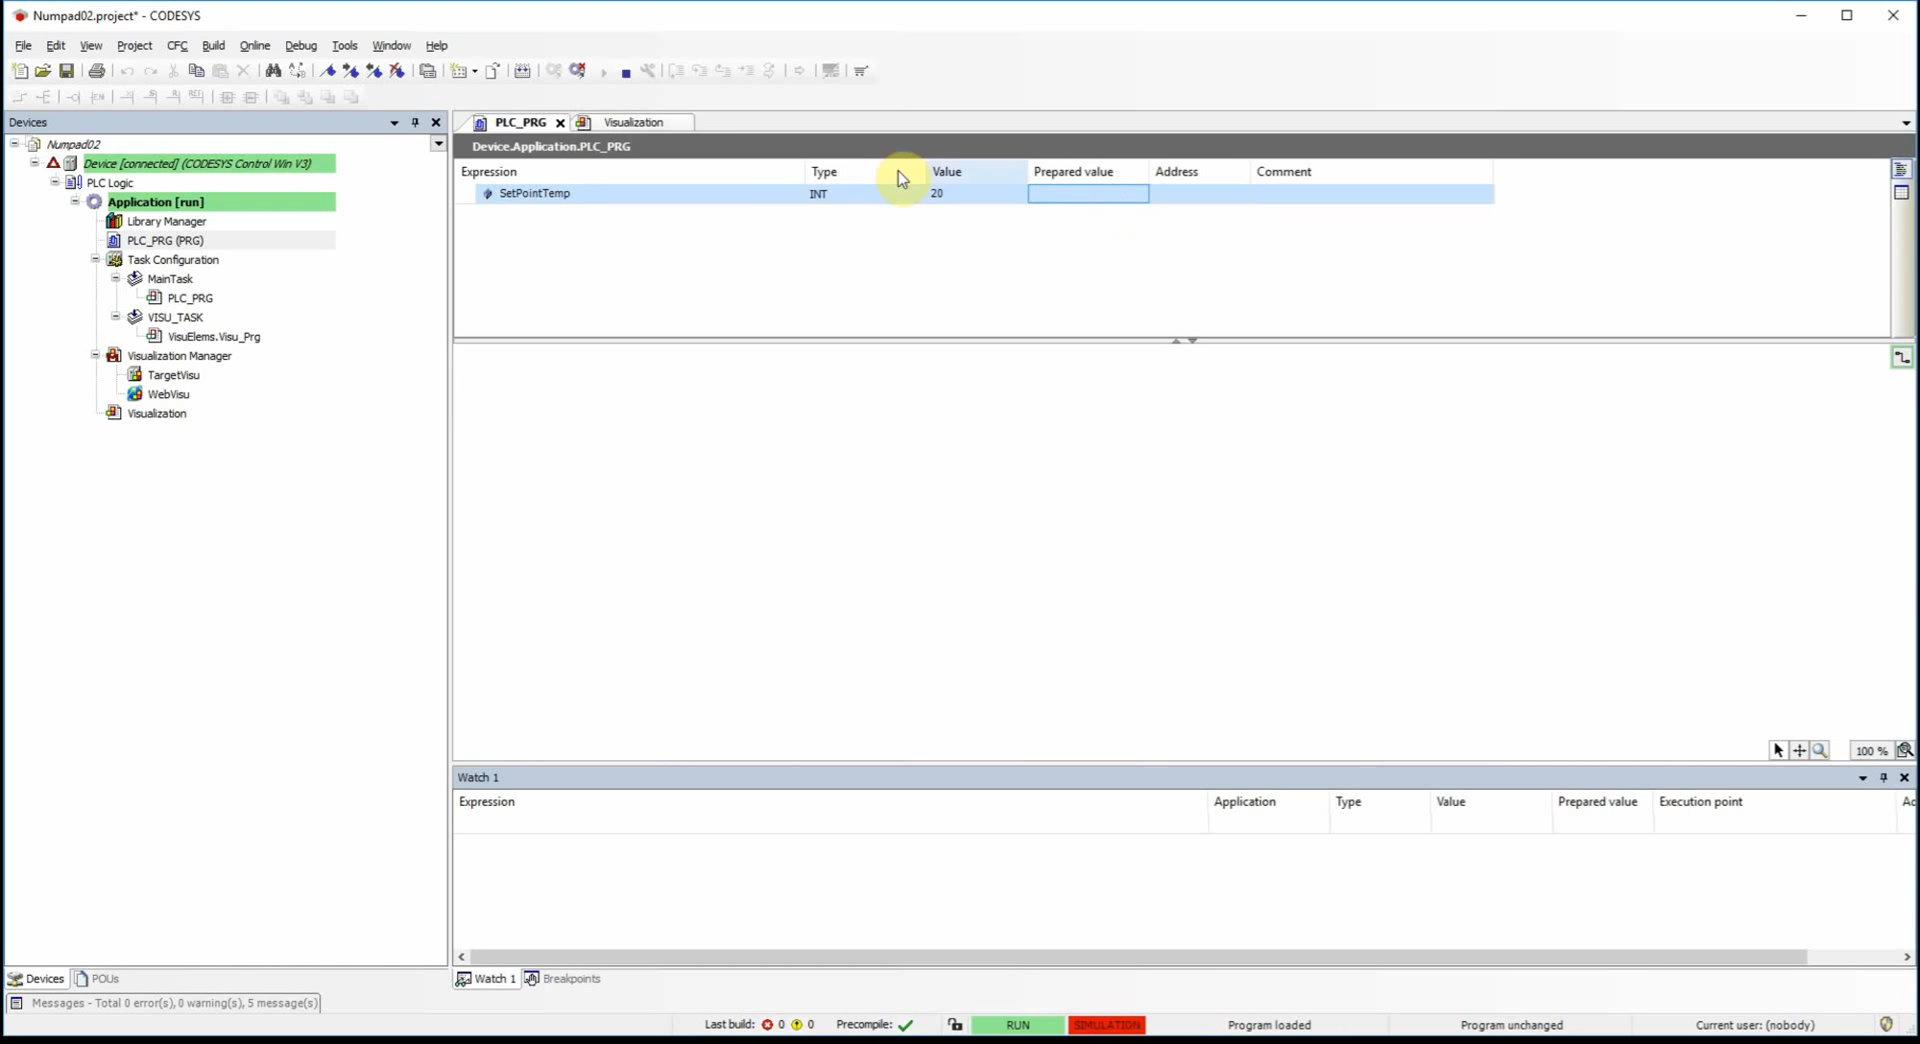 Numpad02.project* - CODESYS
File Edit View Project CFC Build Online Debug Tools Window Help
Devices
Numpad02
Device [connected] (CODESYS Control Win V3)
PLC Logic
Application [run]
Library Manager
PLC_PRG (PRG)
Task Configuration
MainTask
PLC_PRG
VISU_TASK
VisuElems.Visu_Prg
Visualization Manager
TargetVisu
WebVisu
Visualization
PLC_PRG Visualization
Device.Application.PLC_PRG
Expression Type Value Prepared value Address Comment
SetPointTemp INT 20
100 %
Watch 1
Expression Application Type Value Prepared value Execution point Ac
Devices POUs
Watch 1 Breakpoints
Messages - Total 0 error(s), 0 warning(s), 5 message(s)
Last build: 0 0 Precompile: RUN SIMULATION Program loaded Program unchanged Current user: (nobody)